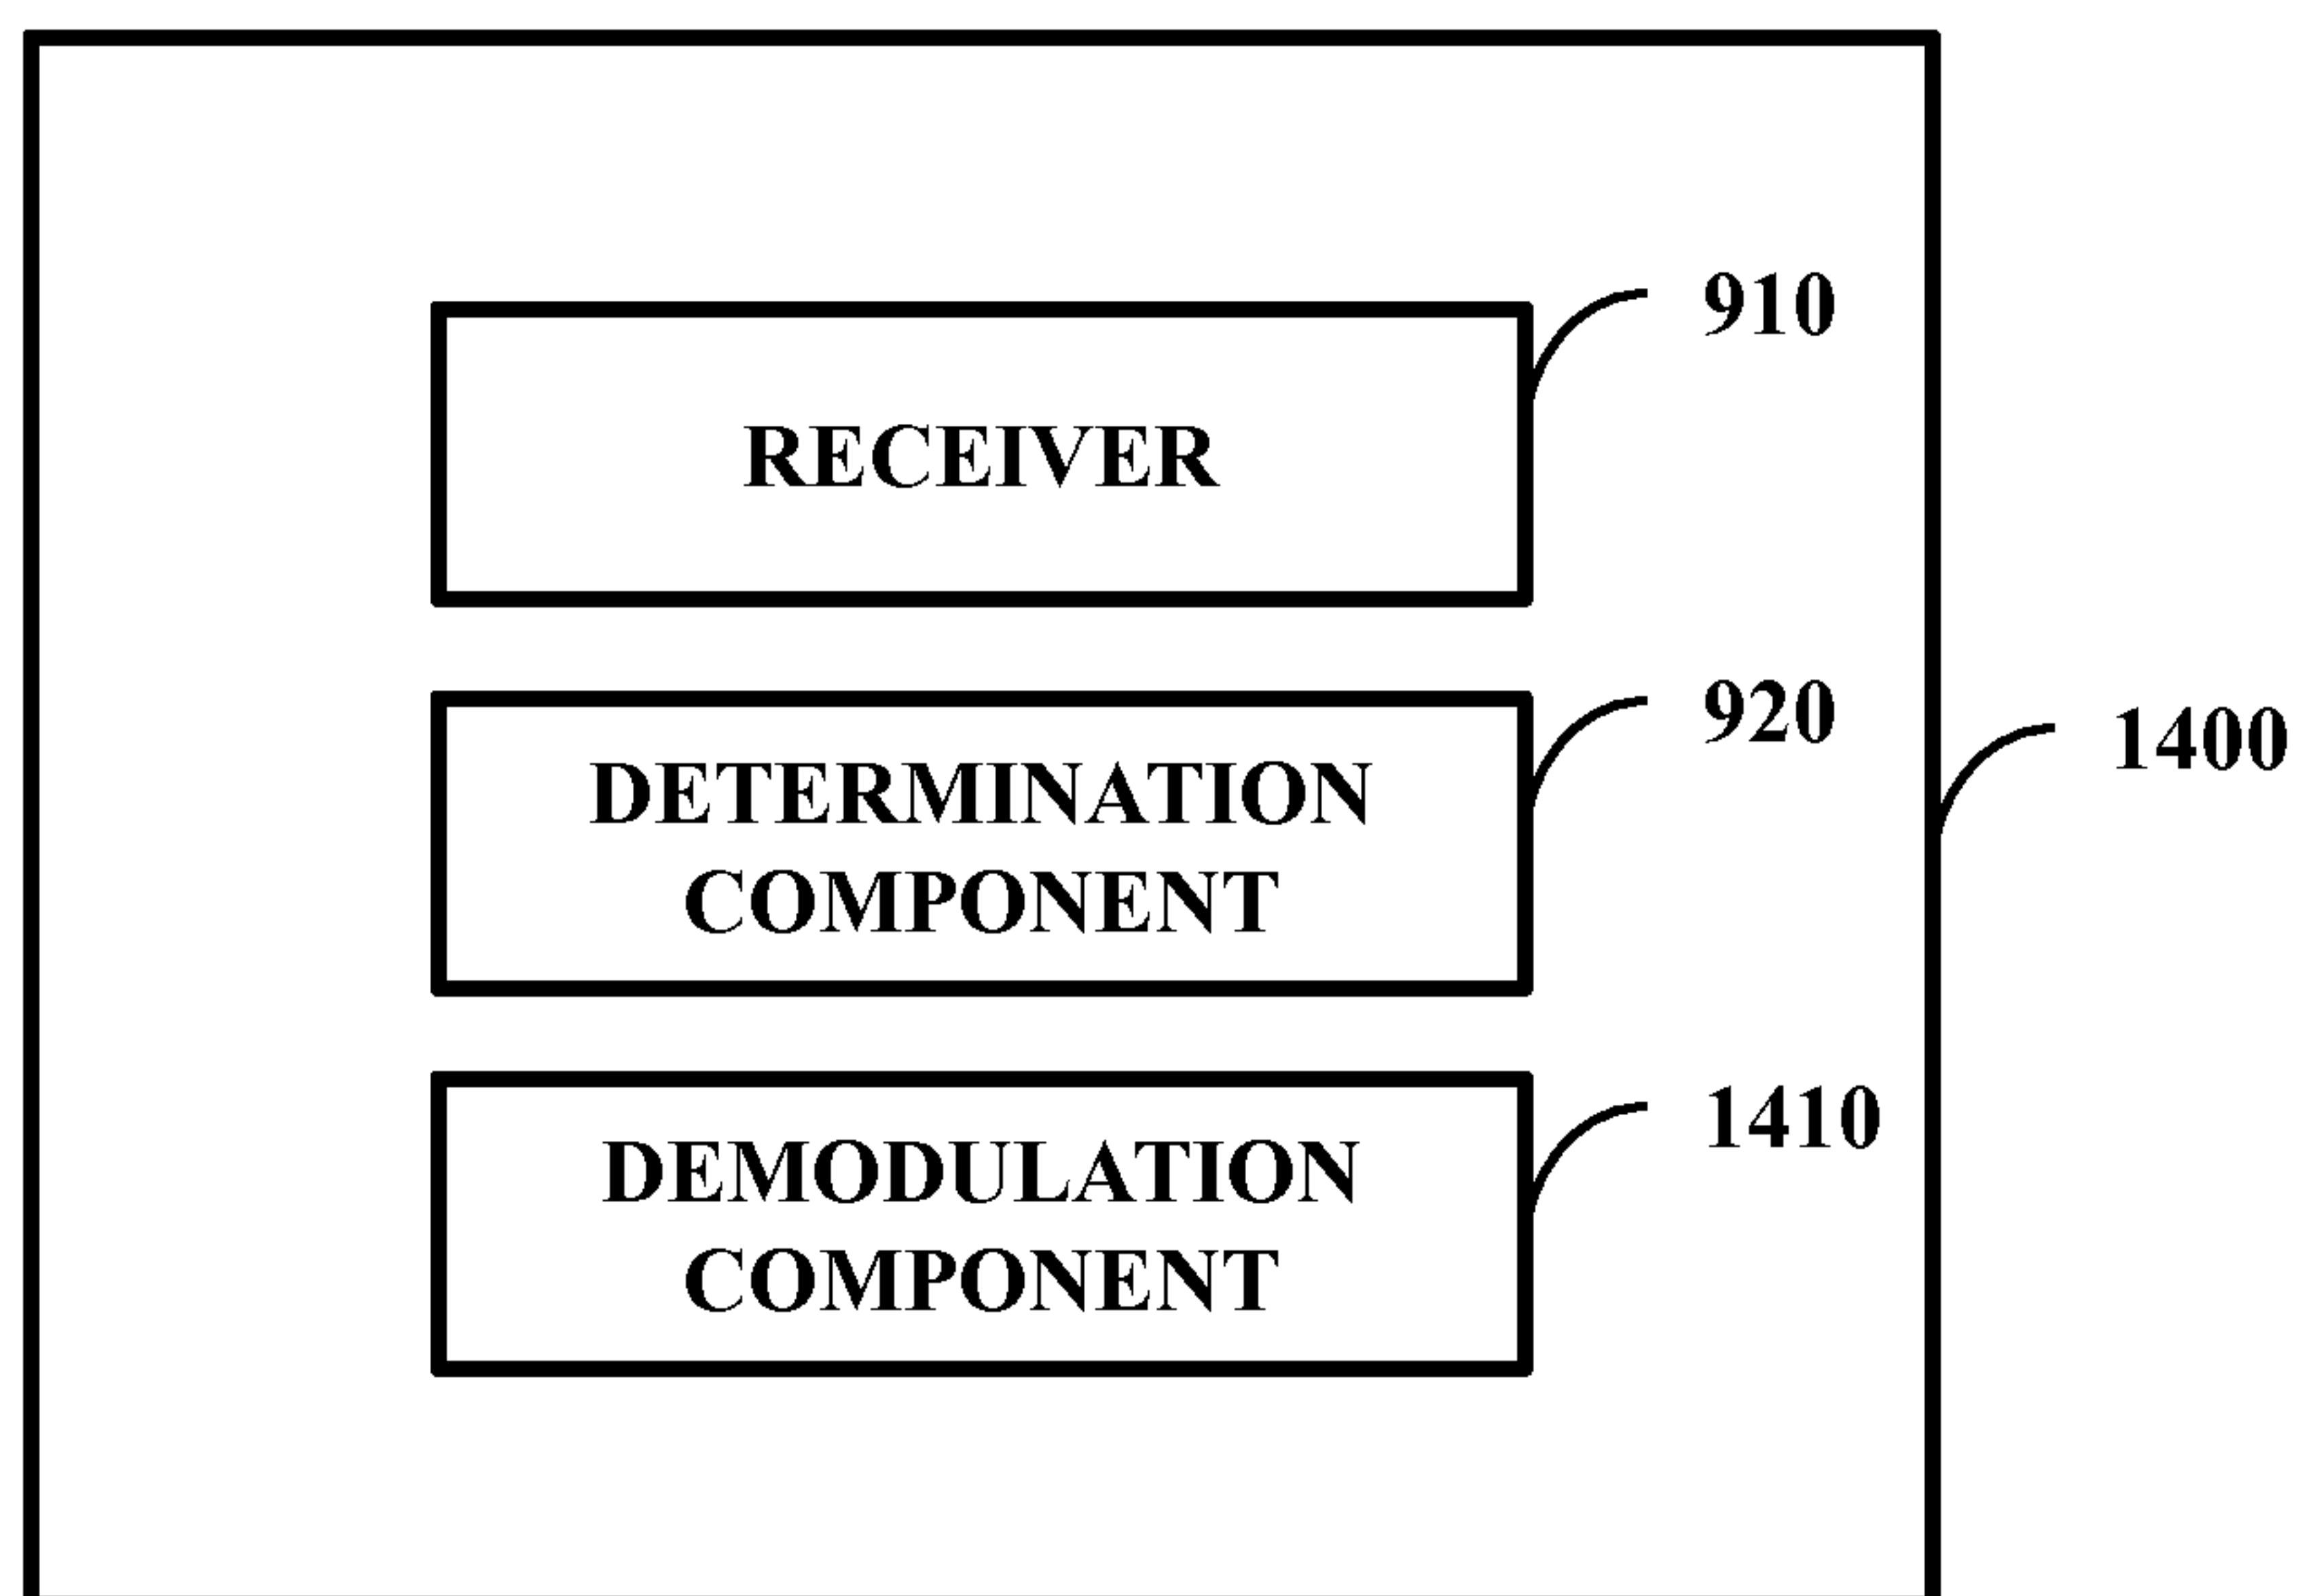 910
RECEIVER
920
1400
DETERMINATION
COMPONENT
1410
DEMODULATION
COMPONENT